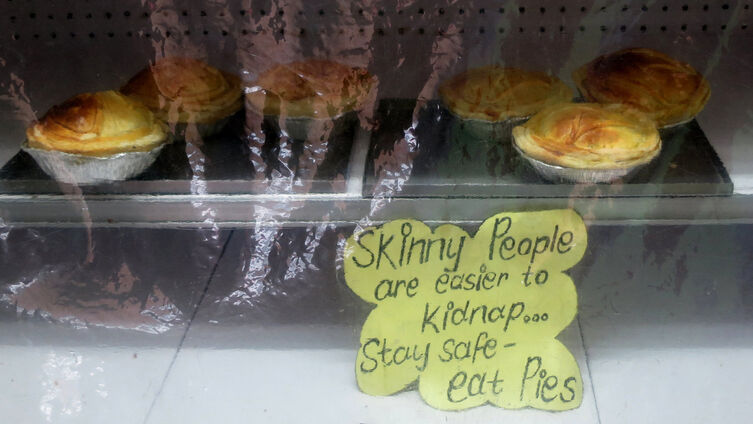 Skinny People
are easier to
Kidnap...
Stay safe-
eat Pies